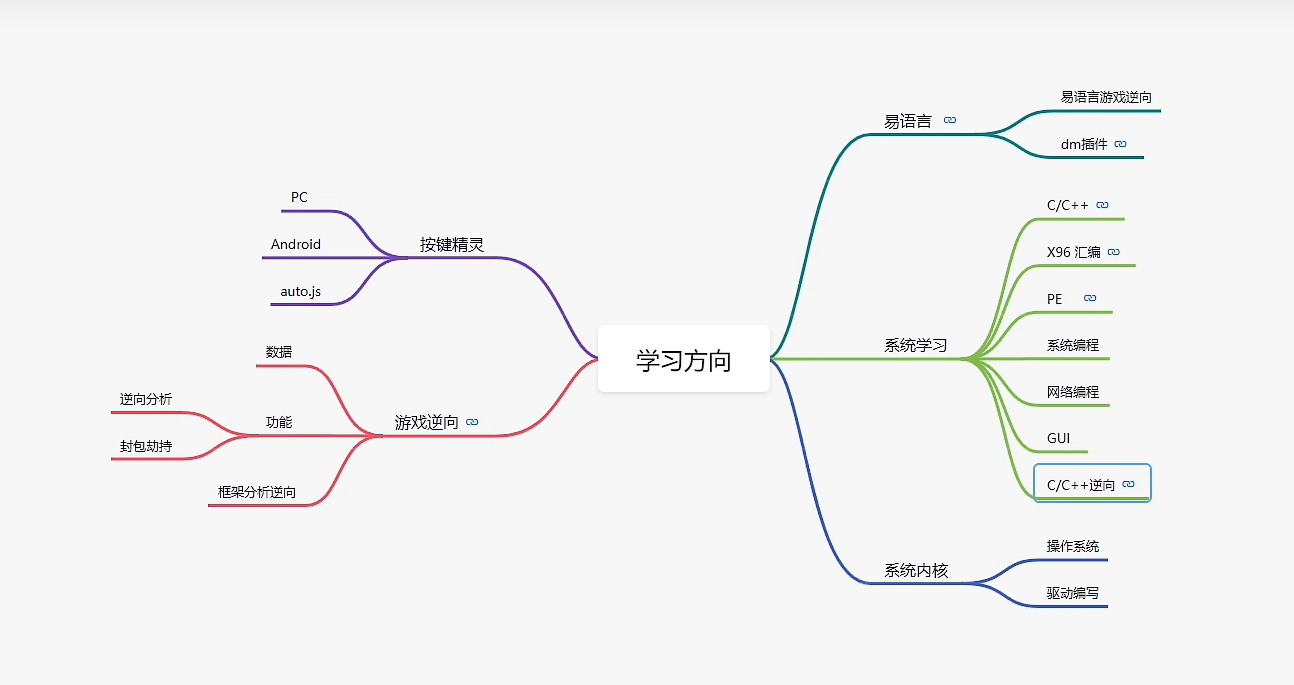 学习方向
易语言
易语言游戏逆向
dm插件
系统学习
C/C++
X96 汇编
PE
系统编程
网络编程
GUI
C/C++逆向
系统内核
操作系统
驱动编写
按键精灵
PC
Android
auto.js
游戏逆向
数据
功能
逆向分析
封包劫持
框架分析逆向